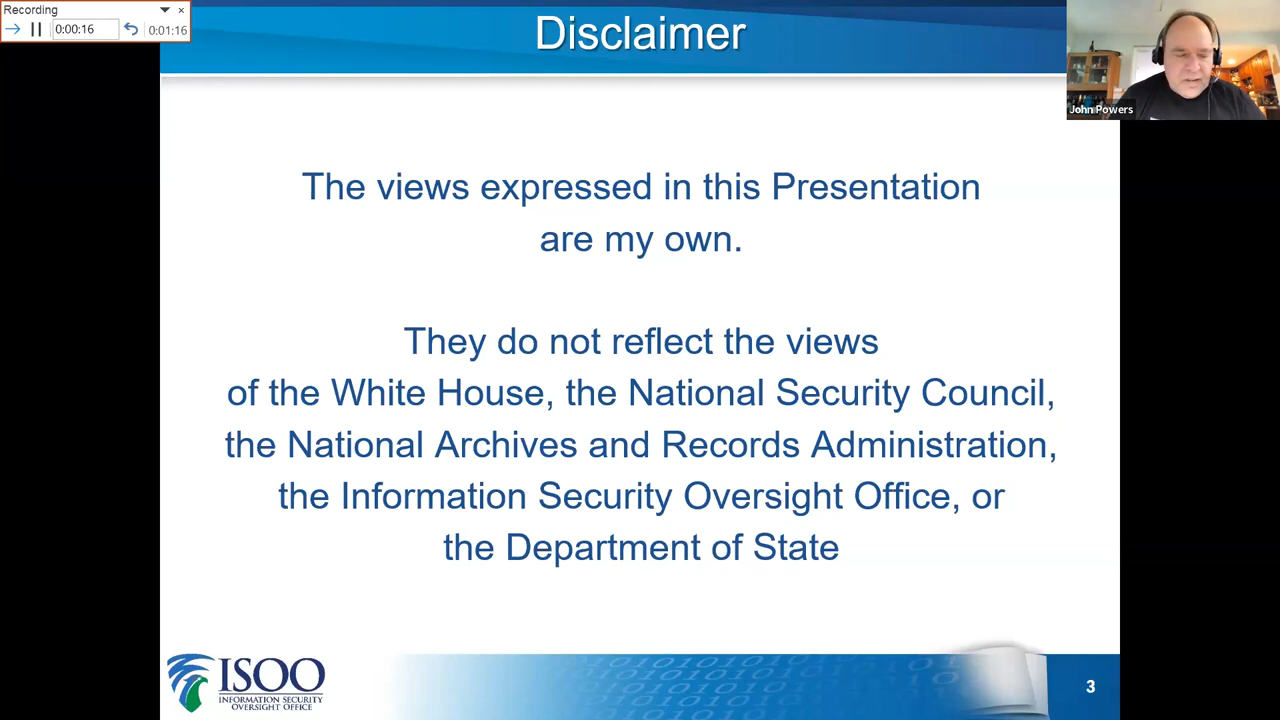 Recording
0:00:16
0:01:16
Disclaimer
John Powers
The views expressed in this Presentation
are my own.
They do not reflect the views
of the White House, the National Security Council,
the National Archives and Records Administration,
the Information Security Oversight Office, or
the Department of State
ISOO
INFORMATION SECURITY
OVERSIGHT OFFICE
3